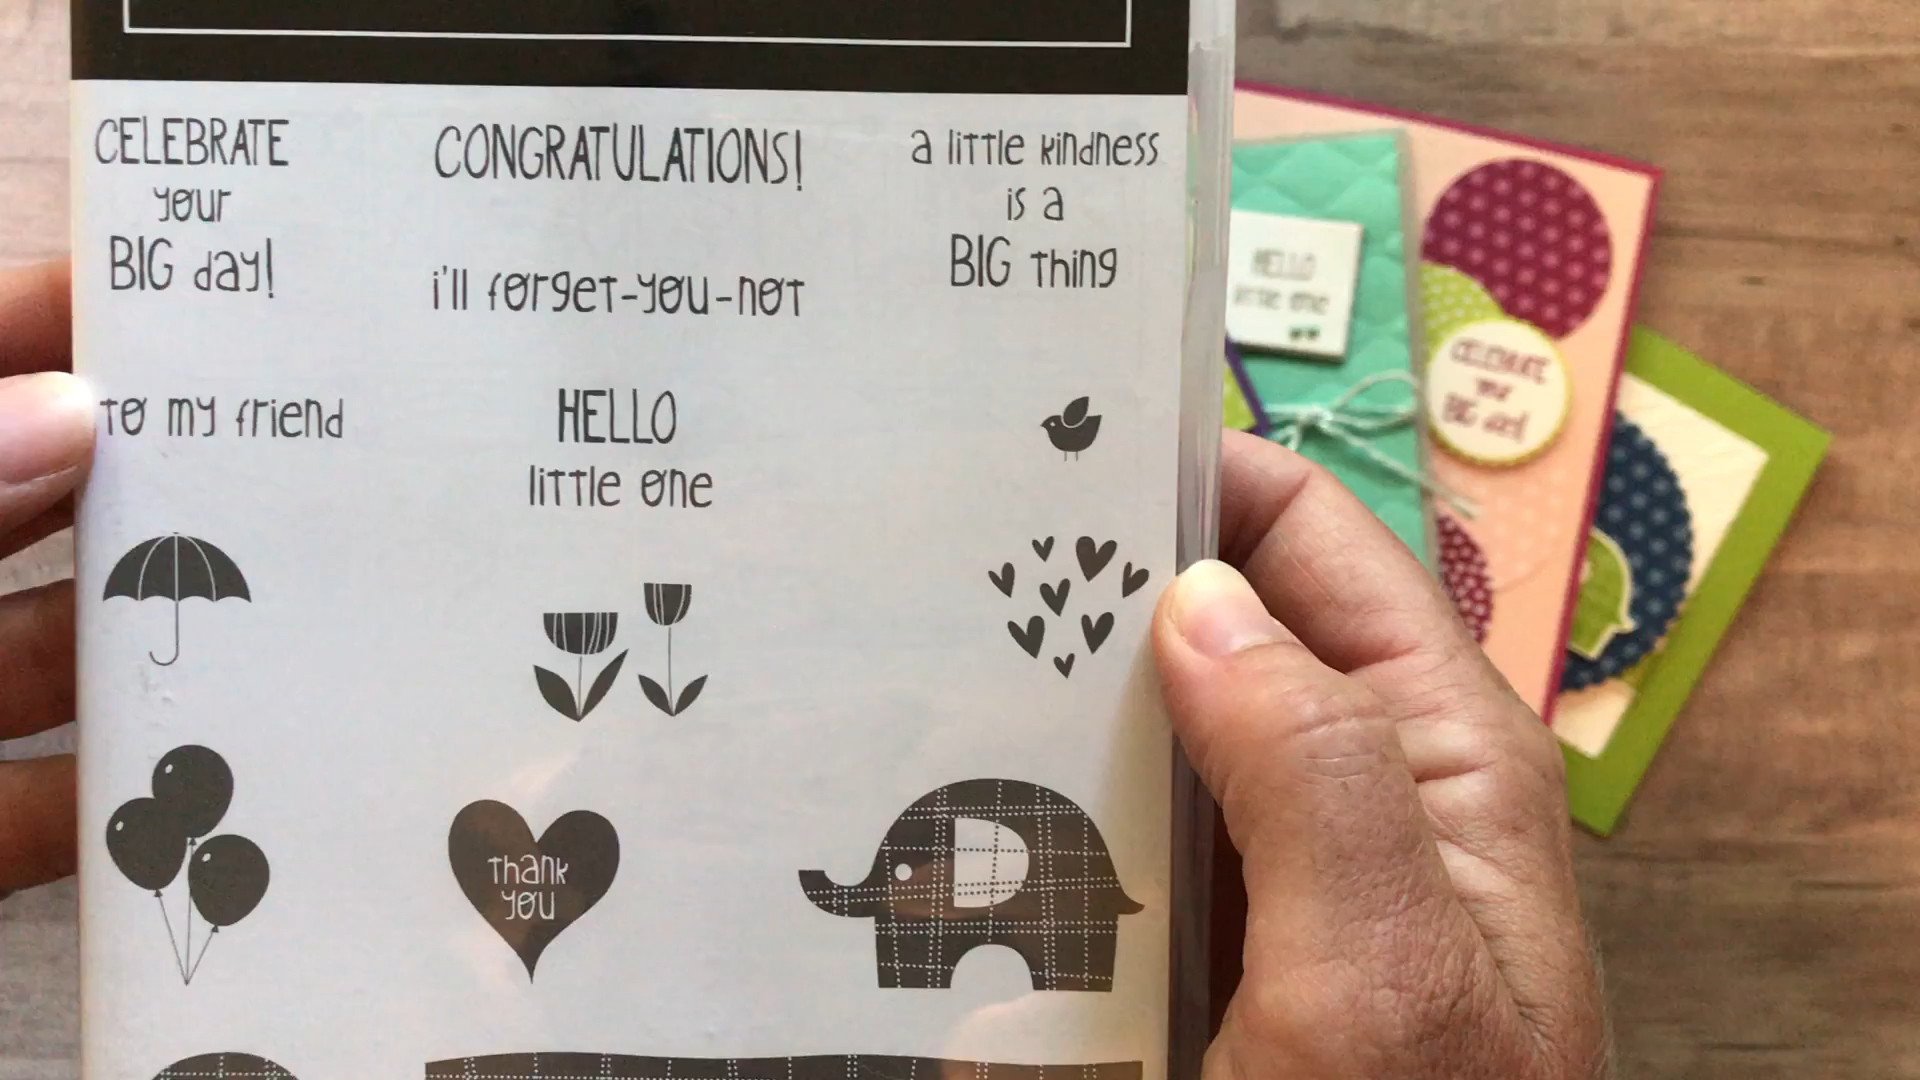 CELEBRATE
your
BIG day!
CONGRATULATIONS!
a little kindness
is a
BIG thing
i'll forget-you-not
to my friend
HELLO
little one
thank
you
HELLO
little one
CELEBRATE
your
BIG day!